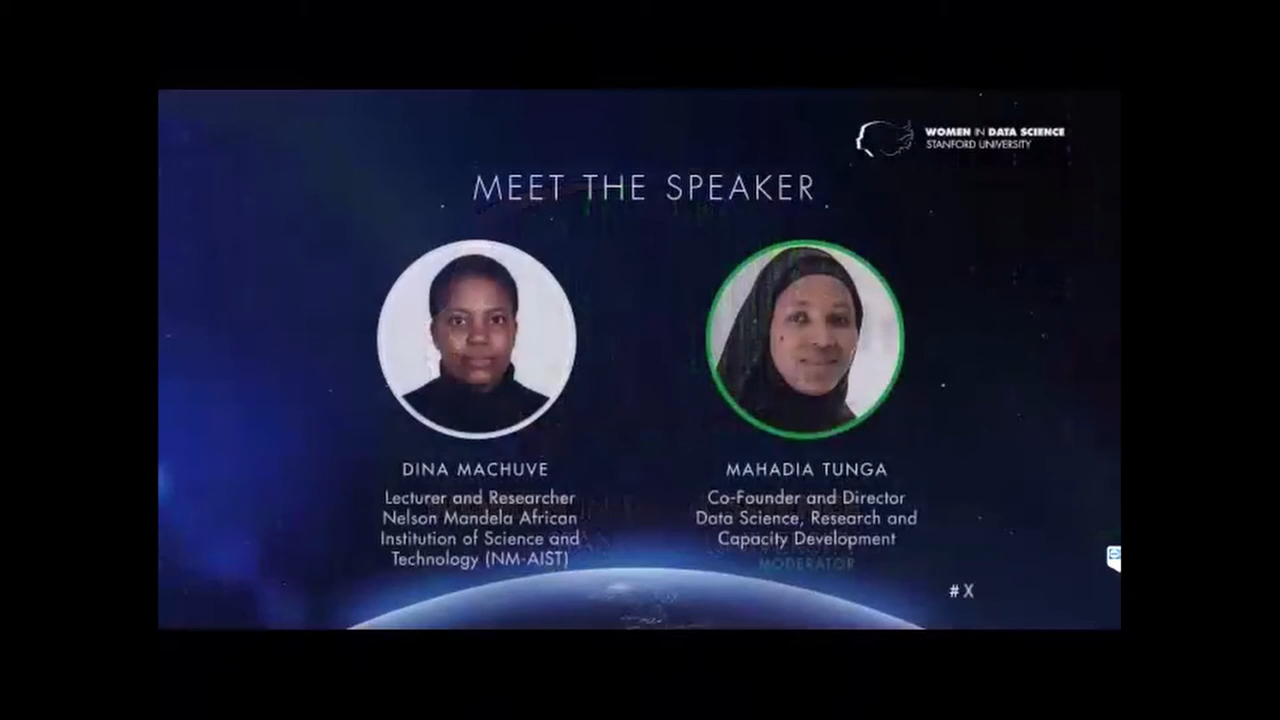 WOMEN IN DATA SCIENCE
STANFORD UNIVERSITY
MEET THE SPEAKER
DINA MACHUVE
Lecturer and Researcher
Nelson Mandela African
Institution of Science and
Technology (NM-AIST)
MAHADIA TUNGA
Co-Founder and Director
Data Science, Research and
Capacity Development
MODERATOR
#X